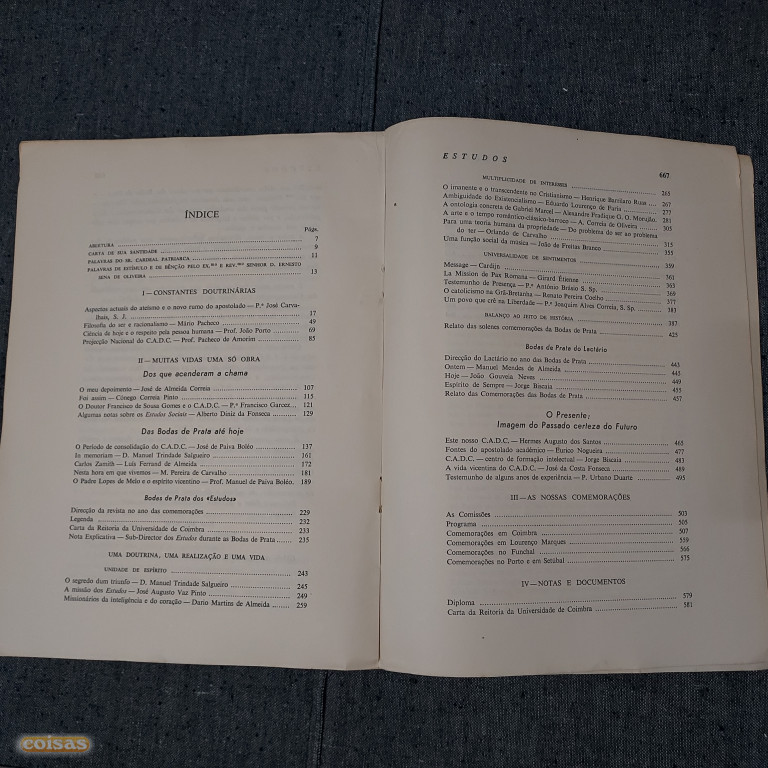 ÍNDICE
Págs.
ABERTURA 7
CARTA DE SUA SANTIDADE 9
PALAVRAS DO SR. CARDEAL PATRIARCA 11
PALAVRAS DE ESTÍMULO E DE BÊNÇÃO PELO EX.mo E REV.mo SENHOR D. ERNESTO
SENA DE OLIVEIRA 13
I — CONSTANTES DOUTRINÁRIAS
Aspectos actuais do ateísmo e o novo rumo do apostolado — P.e José Carva-
lhais, S. J. 17
Filosofia do ser e racionalismo — Mário Pacheco 49
Ciência de hoje e o respeito pela pessoa humana — Prof. João Porto 69
Projecção Nacional do C.A.D.C. — Prof. Pacheco de Amorim 85
II — MUITAS VIDAS UMA SÓ OBRA
Dos que acenderam a chama
O meu depoimento — José de Almeida Correia 107
Foi assim — Cónego Correia Pinto 115
O Doutor Francisco de Sousa Gomes e o C.A.D.C. — P.e Francisco Garcez... 121
Algumas notas sobre os Estudos Sociais — Alberto Diniz da Fonseca 129
Das Bodas de Prata até hoje
O Período de consolidação do C.A.D.C. — José de Paiva Boléo 137
In memoriam — D. Manuel Trindade Salgueiro 161
Carlos Zamith — Luís Ferrand de Almeida 172
Nesta hora em que vivemos — M. Pereira de Carvalho 181
O Padre Lopes de Melo e o espírito vicentino — Prof. Manuel de Paiva Boléo. 189
Bodas de Prata dos «Estudos»
Direcção da revista no ano das comemorações 229
Legenda 232
Carta da Reitoria da Universidade de Coimbra 233
Nota Explicativa — Sub-Director dos Estudos durante as Bodas de Prata 235
UMA DOUTRINA, UMA REALIZAÇÃO E UMA VIDA
UNIDADE DE ESPÍRITO 243
O segredo dum triunfo — D. Manuel Trindade Salgueiro 245
A missão dos Estudos — José Augusto Vaz Pinto 249
Missionários da inteligência e do coração — Dario Martins de Almeida 259
ESTUDOS 667
MULTIPLICIDADE DE INTERESSES 265
O imanente e o transcendente no Cristianismo — Henrique Barrilaro Ruas 267
Ambiguidade do Existencialismo — Eduardo Lourenço de Faria 277
A ontologia concreta de Gabriel Marcel — Alexandre Fradique G. O. Morujão. 281
A arte e o tempo romântico-clássico-barroco — A. Correia de Oliveira 305
Para uma teoria humana da propriedade — Do problema do ser ao problema
do ter — Orlando de Carvalho 315
Uma função social da música — João de Freitas Branco 355
UNIVERSALIDADE DE SENTIMENTOS 359
Message — Cardijn 361
La Mission de Pax Romana — Girard Étienne 363
Testemunho de Presença — P.e António Brásio S. Sp. 369
O catolicismo na Grã-Bretanha — Renato Pereira Coelho 377
Um povo que crê na Liberdade — P.e Joaquim Alves Correia, S. Sp. 383
BALANÇO AO JEITO DE HISTÓRIA 387
Relato das solenes comemorações da Bodas de Prata 425
Bodas de Prata do Lactário
Direcção do Lactário no ano das Bodas de Prata 443
Ontem — Manuel Mendes de Almeida 445
Hoje — João Gouveia Neves 449
Espírito de Sempre — Jorge Biscaia 455
Relato das Comemorações das Bodas de Prata 457
O Presente:
Imagem do Passado certeza do Futuro
Este nosso C.A.D.C. — Hermes Augusto dos Santos 465
Fontes do apostolado académico — Eurico Nogueira 477
C.A.D.C. — centro de formação intelectual — Jorge Biscaia 483
A vida vicentina do C.A.D.C. — José da Costa Fonseca 489
Testemunho de alguns anos de experiência — P. Urbano Duarte 495
III — AS NOSSAS COMEMORAÇÕES
As Comissões 503
Programa 505
Comemorações em Coimbra 507
Comemorações em Lourenço Marques 559
Comemorações no Funchal 566
Comemorações no Porto e em Setúbal 575
IV — NOTAS E DOCUMENTOS
Diploma 579
Carta da Reitoria da Universidade de Coimbra 581
coisas